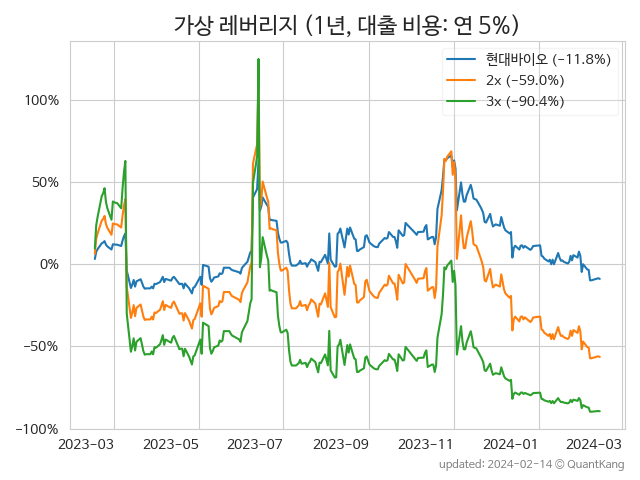 가상 레버리지 (1년, 대출 비용: 연 5%)
현대바이오 (−11.8%)
2x (−59.0%)
3x (−90.4%)
100%
50%
0%
−50%
−100%
2023-03 2023-05 2023-07 2023-09 2023-11 2024-01 2024-03
updated: 2024-02-14 © QuantKang